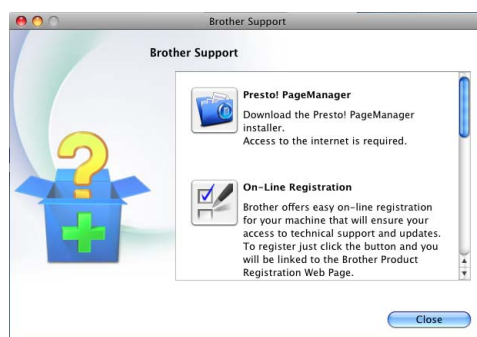 Brother Support
Brother Support
Presto! PageManager
Download the Presto! PageManager
installer.
Access to the internet is required.
On-Line Registration
Brother offers easy on-line registration
for your machine that will ensure your
access to technical support and updates.
To register just click the button and you
will be linked to the Brother Product
Registration Web Page.
Close